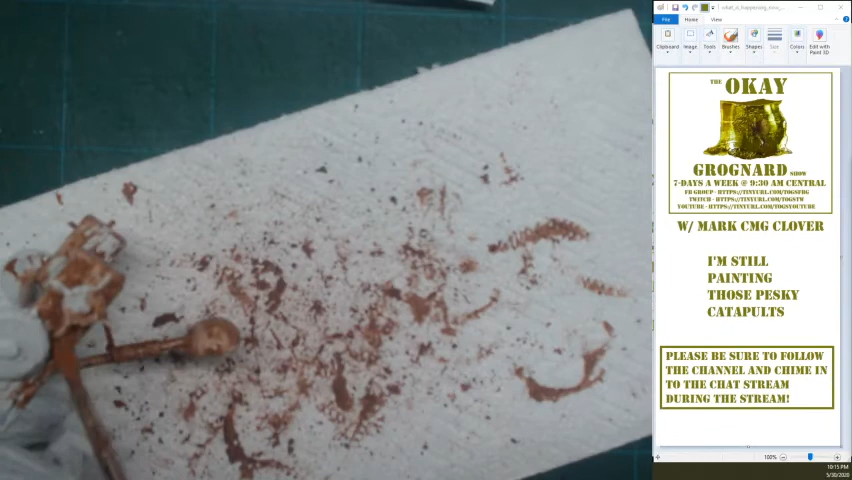 what_is_happening_now_
File
Home
View
Clipboard
Image
Tools
Brushes
Shapes
Size
Colors
Edit with
Paint 3D
THE OKAY
GROGNARD SHOW
7-DAYS A WEEK @ 9:30 AM CENTRAL
FB GROUP - HTTPS://TINYURL.COM/TOGSFBG
TWITCH - HTTPS://TINYURL.COM/TOGSTW
YOUTUBE - HTTPS://TINYURL.COM/TOGSYOUTUBE
W/ MARK CMG CLOVER
I'M STILL
PAINTING
THOSE PESKY
CATAPULTS
PLEASE BE SURE TO FOLLOW
THE CHANNEL AND CHIME IN
TO THE CHAT STREAM
DURING THE STREAM!
100%
10:15 PM
5/30/2020